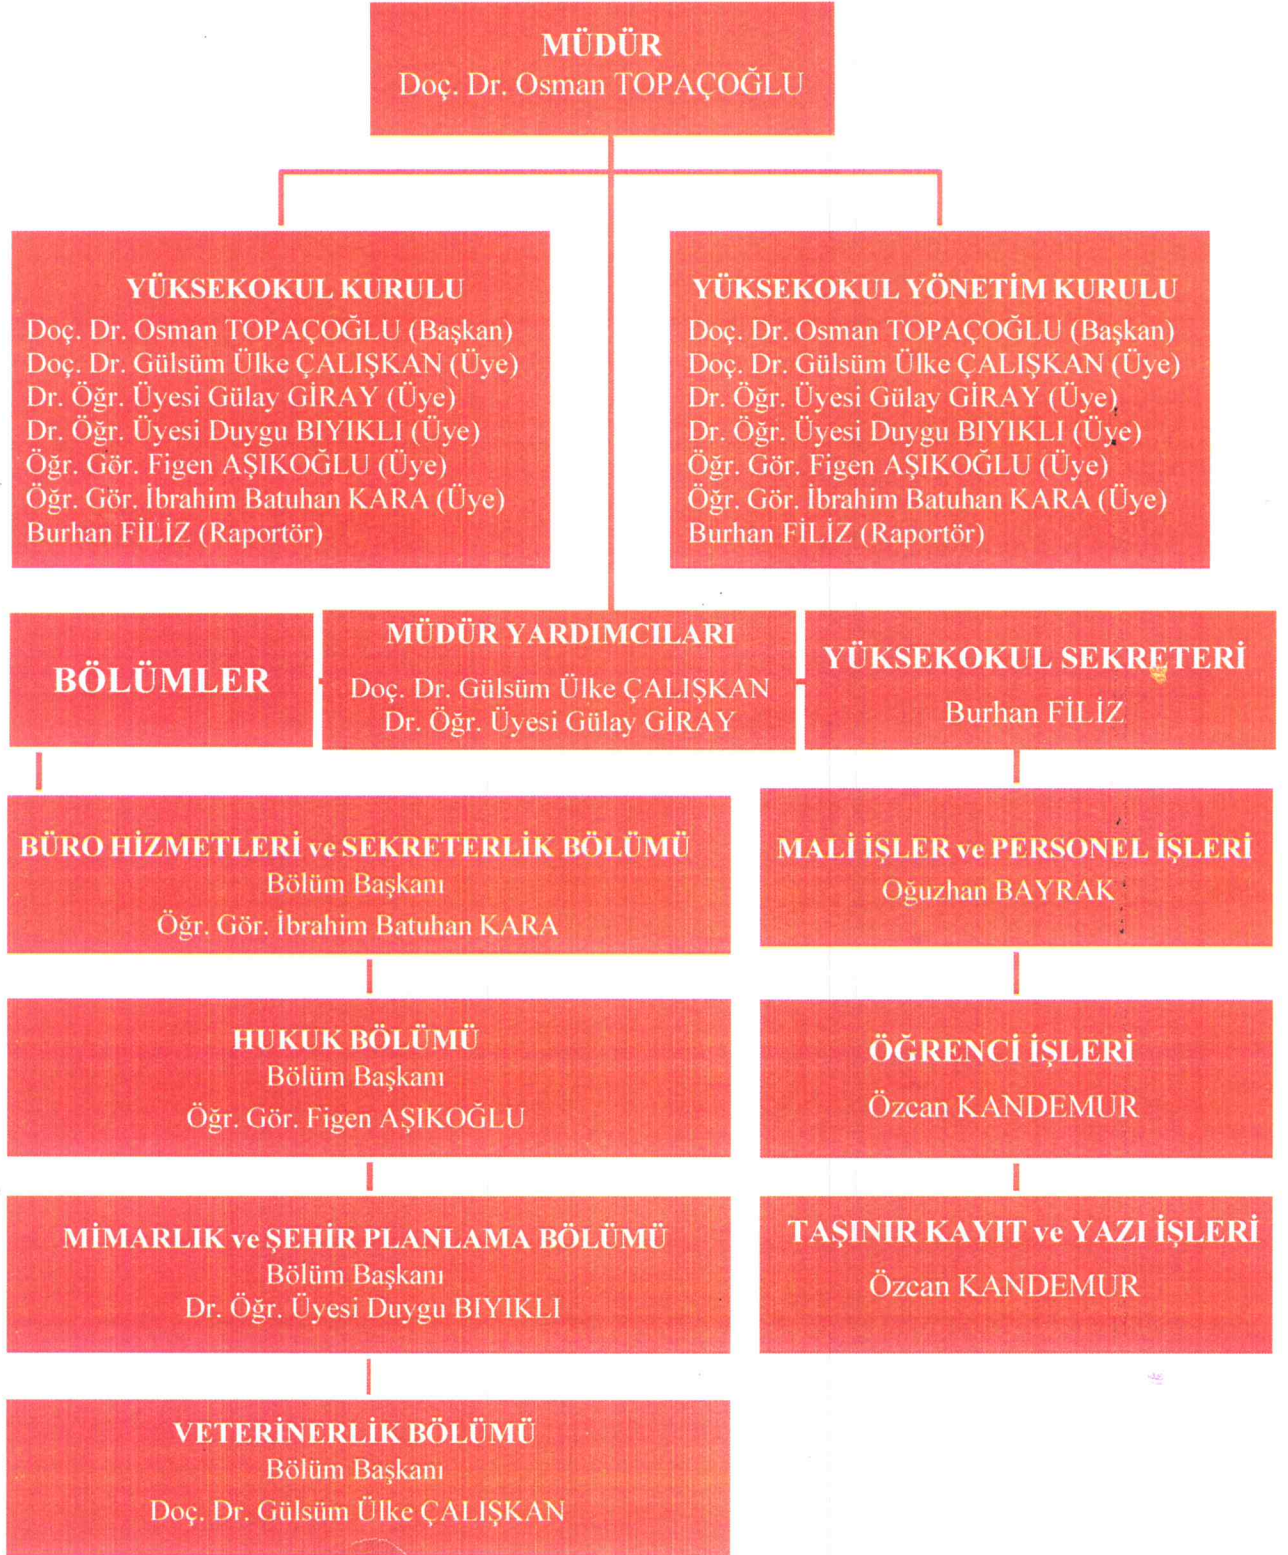 MÜDÜR
Doç. Dr. Osman TOPAÇOĞLU
YÜKSEKOKUL KURULU
Doç. Dr. Osman TOPAÇOĞLU (Başkan)
Doç. Dr. Gülsüm Ülke ÇALIŞKAN (Üye)
Dr. Öğr. Üyesi Gülay GİRAY (Üye)
Dr. Öğr. Üyesi Duygu BIYIKLI (Üye)
Öğr. Gör. Figen AŞIKOĞLU (Üye)
Öğr. Gör. İbrahim Batuhan KARA (Üye)
Burhan FİLİZ (Raportör)
YÜKSEKOKUL YÖNETİM KURULU
Doç. Dr. Osman TOPAÇOĞLU (Başkan)
Doç. Dr. Gülsüm Ülke ÇALIŞKAN (Üye)
Dr. Öğr. Üyesi Gülay GİRAY (Üye)
Dr. Öğr. Üyesi Duygu BIYIKLI (Üye)
Öğr. Gör. Figen AŞIKOĞLU (Üye)
Öğr. Gör. İbrahim Batuhan KARA (Üye)
Burhan FİLİZ (Raportör)
BÖLÜMLER
MÜDÜR YARDIMCILARI
Doç. Dr. Gülsüm Ülke ÇALIŞKAN
Dr. Öğr. Üyesi Gülay GİRAY
YÜKSEKOKUL SEKRETERİ
Burhan FİLİZ
BÜRO HİZMETLERİ ve SEKRETERLİK BÖLÜMÜ
Bölüm Başkanı
Öğr. Gör. İbrahim Batuhan KARA
HUKUK BÖLÜMÜ
Bölüm Başkanı
Öğr. Gör. Figen AŞIKOĞLU
MİMARLIK ve ŞEHİR PLANLAMA BÖLÜMÜ
Bölüm Başkanı
Dr. Öğr. Üyesi Duygu BIYIKLI
VETERİNERLİK BÖLÜMÜ
Bölüm Başkanı
Doç. Dr. Gülsüm Ülke ÇALIŞKAN
MALİ İŞLER ve PERSONEL İŞLERİ
Oğuzhan BAYRAK
ÖĞRENCİ İŞLERİ
Özcan KANDEMUR
TAŞINIR KAYIT ve YAZI İŞLERİ
Özcan KANDEMUR